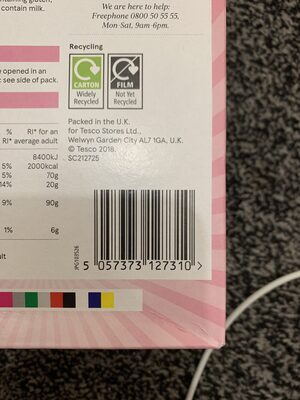 contain milk.
We are here to help:
Freephone 0800 50 5555,
Mon-Sat, 9am-6pm.
Recycling
CARTON
Widely
Recycled
FILM
Not Yet
Recycled
opened in an
see side of pack.
Packed in the U.K.
for Tesco Stores Ltd.,
Welwyn Garden City AL7 1GA, U.K.
© Tesco 2018.
SC212725
% RI* for an
RI* average adult
8400kJ
5% 2000kcal
5% 70g
14% 20g
9% 90g
1% 6g
5 057373 127310 >